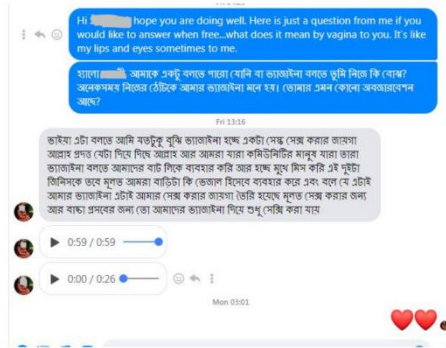 Hi hope you are doing well. Here is just a question from me if you
would like to answer when free...what does it mean by vagina to you. It's like
my lips and eyes sometimes to me.
হ্যালো আমাকে একটু বলতে পারো যোনি বা ভ্যাজাইনা বলতে তুমি নিজে কি বোঝ?
অনেকসময় নিজের ঠোঁটকে আমার ভ্যাজাইনা মনে হয়। তোমার এমন কোনো অবজারবেশন
আছে?
Fri 13:16
ভাইয়া এটা বলতে আমি যতটুকু বুঝি ভ্যাজাইনা হচ্ছে একটা সেক্স করার জায়গা
আল্লাহ প্রদত্ত যেটা দিয়ে দিছে আল্লাহ আর আমরা যারা কমিউনিটির মানুষ যারা তারা
ভ্যাজাইনা বলতে আমাদের বাট লিকে ব্যবহার করি আর হচ্ছে মুখে মিস করি এই দুইটা
জিনিসকে তবে মূলত আমরা বাড়িটা কি ভেজাল হিসেবে ব্যবহার করে এবং বলে যে এটাই
আমার ভ্যাজাইনা এটাই আমার সেক্স করার জায়গা তৈরি হয়েছে মূলত সেক্স করার জন্য
আর বাচ্চা প্রসবের জন্য তো আমাদের ভ্যাজাইনা দিয়ে শুধু সেক্সি করা যায়
0:59 / 0:59
0:00 / 0:26
Mon 03:01